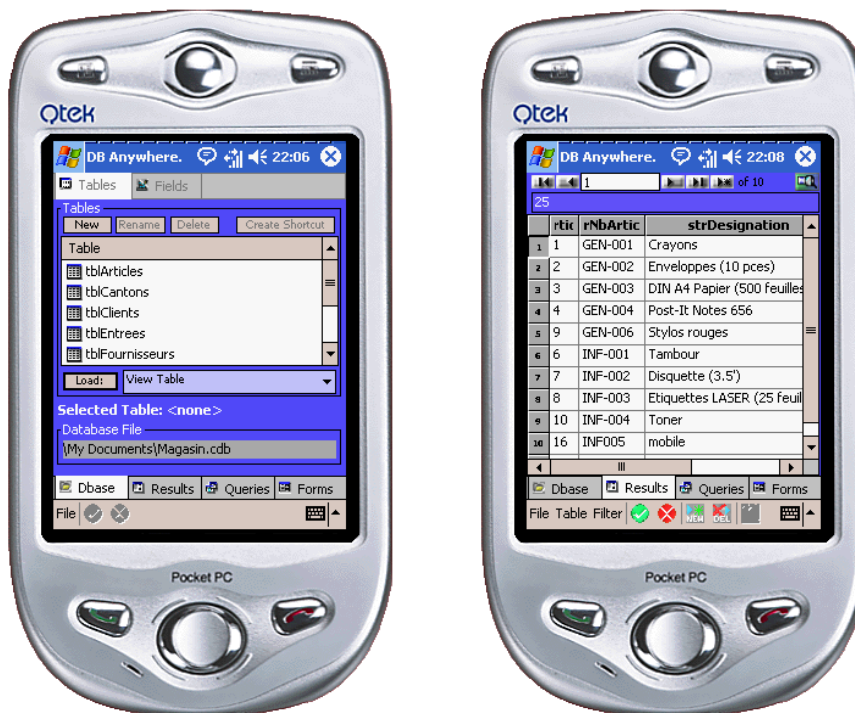 Qtek
DB Anywhere. 22:06
Tables Fields
Tables
New Rename Delete Create Shortcut
Table
tblArticles
tblCantons
tblClients
tblEntrees
tblFournisseurs
Load: View Table
Selected Table: <none>
Database File
\My Documents\Magasin.cdb
Dbase Results Queries Forms
File
Pocket PC
Qtek
DB Anywhere. 22:08
1 of 10
25
rtic rNbArtic strDesignation
1 1 GEN-001 Crayons
2 2 GEN-002 Enveloppes (10 pces)
3 3 GEN-003 DIN A4 Papier (500 feuilles
4 4 GEN-004 Post-It Notes 656
5 9 GEN-006 Stylos rouges
6 6 INF-001 Tambour
7 7 INF-002 Disquette (3.5')
8 8 INF-003 Etiquettes LASER (25 feuil
9 10 INF-004 Toner
10 16 INF005 mobile
Dbase Results Queries Forms
File Table Filter NEW DEL
Pocket PC